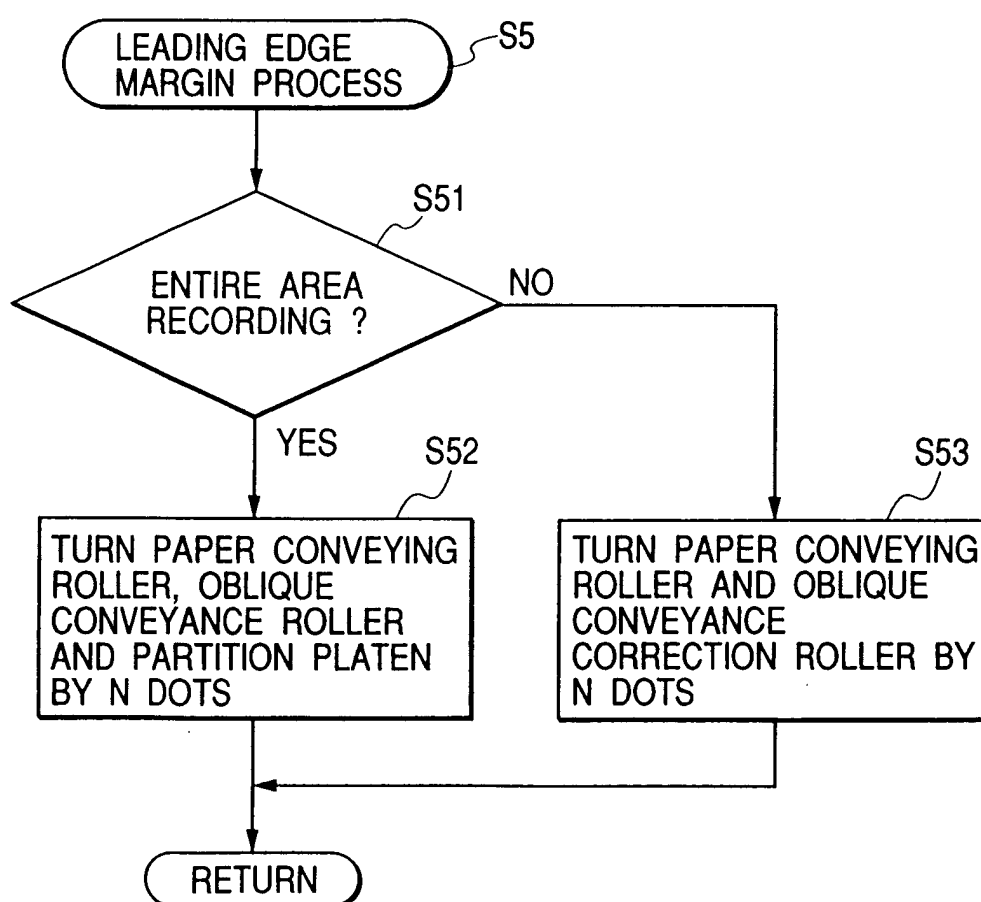 LEADING EDGE
MARGIN PROCESS
S5
S51
ENTIRE AREA
RECORDING ?
NO
YES
S52
TURN PAPER CONVEYING
ROLLER, OBLIQUE
CONVEYANCE ROLLER
AND PARTITION PLATEN
BY N DOTS
S53
TURN PAPER CONVEYING
ROLLER AND OBLIQUE
CONVEYANCE
CORRECTION ROLLER BY
N DOTS
RETURN